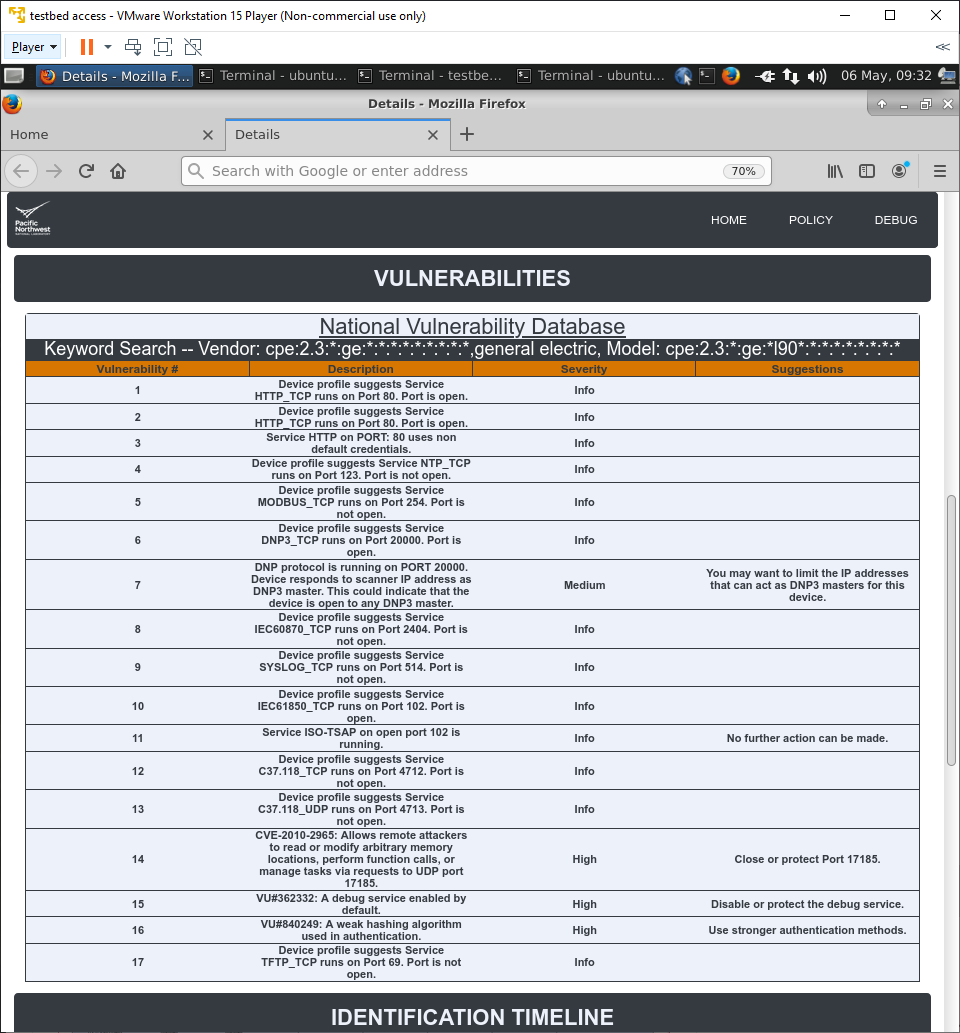 testbed access - VMware Workstation 15 Player (Non-commercial use only)
Player
Details - Mozilla F...
Terminal - ubuntu...
Terminal - testbe...
Terminal - ubuntu...
06 May, 09:32
Details - Mozilla Firefox
Home
Details
Search with Google or enter address
70%
Pacific
Northwest
NATIONAL LABORATORY
HOME
POLICY
DEBUG
VULNERABILITIES
National Vulnerability Database
Keyword Search -- Vendor: cpe:2.3:*:ge:*:*:*:*:*:*:*:*:*,general electric, Model: cpe:2.3:*:ge:*l90*:*:*:*:*:*:*:*:*
Vulnerability # Description Severity Suggestions
1
Device profile suggests Service
HTTP_TCP runs on Port 80. Port is open.
Info
2
Device profile suggests Service
HTTP_TCP runs on Port 80. Port is open.
Info
3
Service HTTP on PORT: 80 uses non
default credentials.
Info
4
Device profile suggests Service NTP_TCP
runs on Port 123. Port is not open.
Info
5
Device profile suggests Service
MODBUS_TCP runs on Port 254. Port is
not open.
Info
6
Device profile suggests Service
DNP3_TCP runs on Port 20000. Port is
open.
Info
7
DNP protocol is running on PORT 20000.
Device responds to scanner IP address as
DNP3 master. This could indicate that the
device is open to any DNP3 master.
Medium
You may want to limit the IP addresses
that can act as DNP3 masters for this
device.
8
Device profile suggests Service
IEC60870_TCP runs on Port 2404. Port is
not open.
Info
9
Device profile suggests Service
SYSLOG_TCP runs on Port 514. Port is
not open.
Info
10
Device profile suggests Service
IEC61850_TCP runs on Port 102. Port is
open.
Info
11
Service ISO-TSAP on open port 102 is
running.
Info
No further action can be made.
12
Device profile suggests Service
C37.118_TCP runs on Port 4712. Port is
not open.
Info
13
Device profile suggests Service
C37.118_UDP runs on Port 4713. Port is
not open.
Info
14
CVE-2010-2965: Allows remote attackers
to read or modify arbitrary memory
locations, perform function calls, or
manage tasks via requests to UDP port
17185.
High
Close or protect Port 17185.
15
VU#362332: A debug service enabled by
default.
High
Disable or protect the debug service.
16
VU#840249: A weak hashing algorithm
used in authentication.
High
Use stronger authentication methods.
17
Device profile suggests Service
TFTP_TCP runs on Port 69. Port is not
open.
Info
IDENTIFICATION TIMELINE